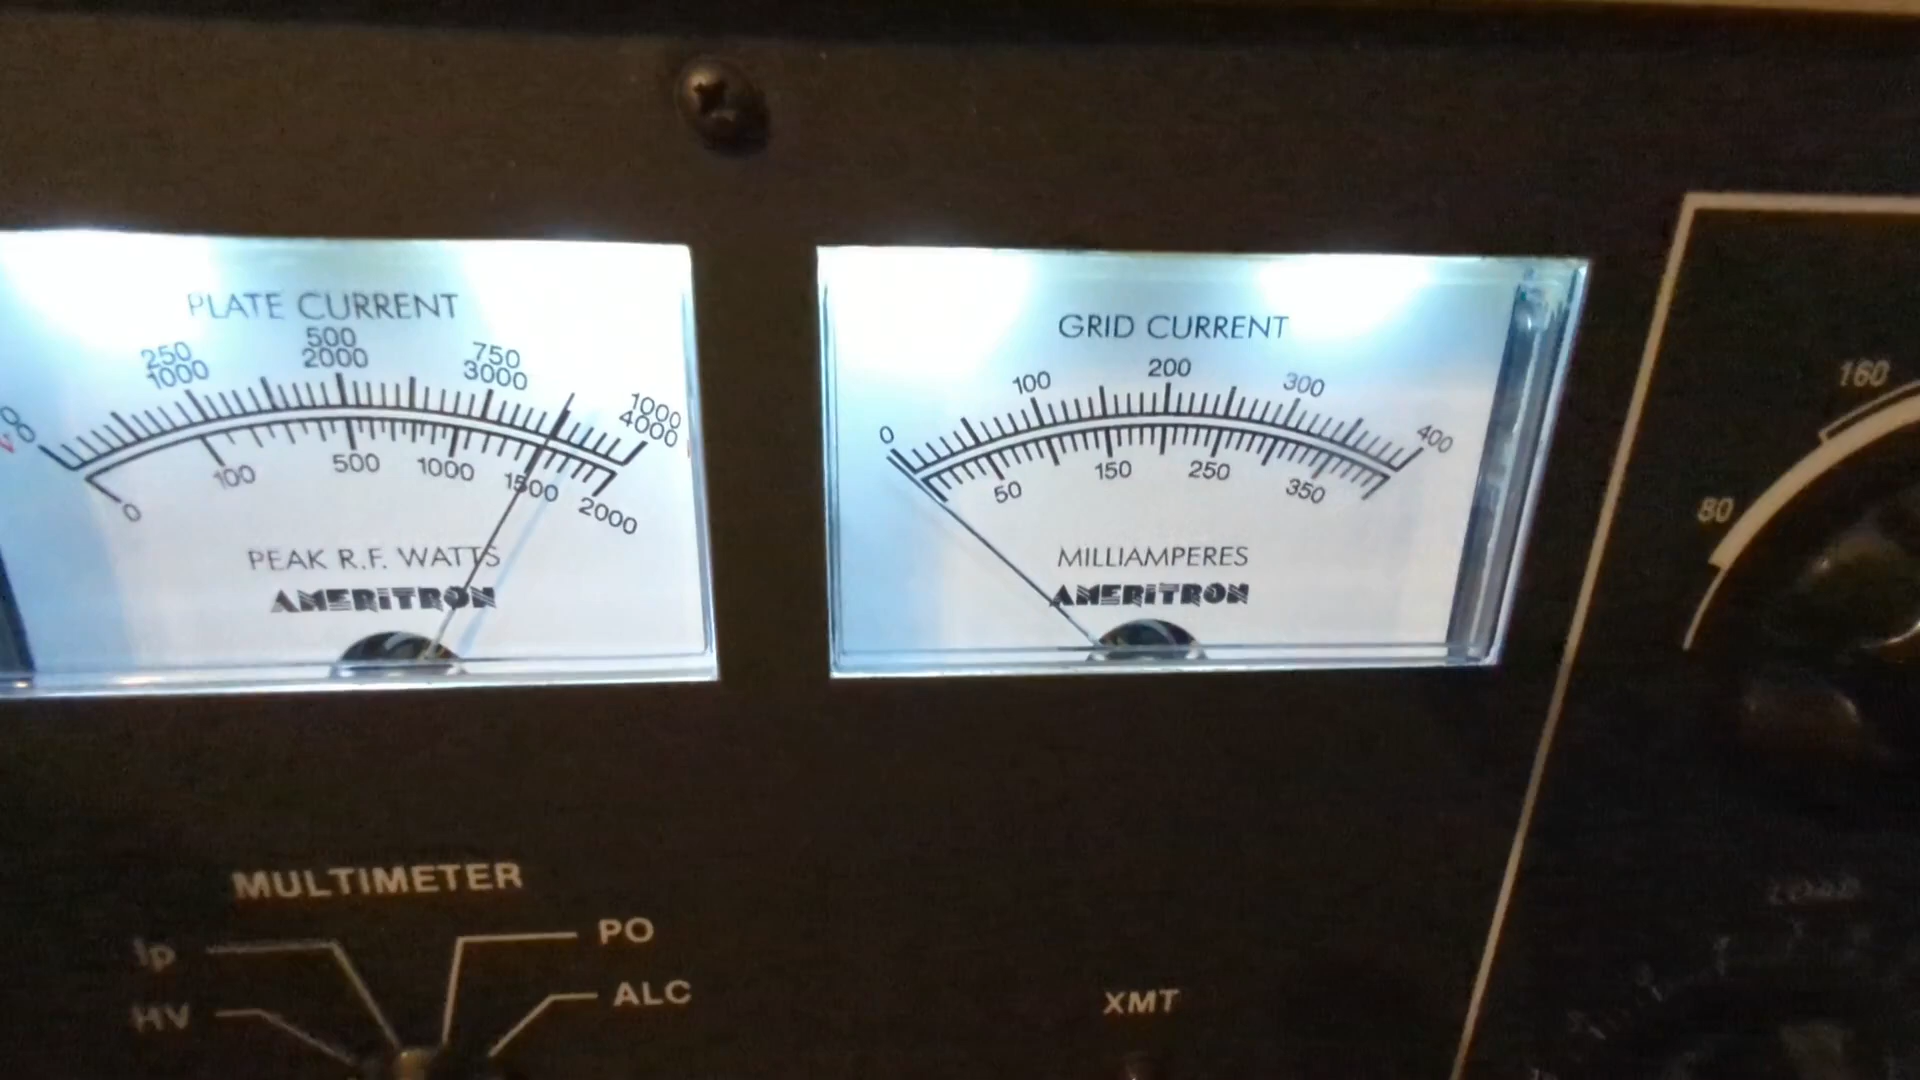 PLATE CURRENT
250 500 750 1000
0 1000 2000 3000 4000
0 100 500 1000 1500 2000
PEAK R.F. WATTS
AMERITRON
GRID CURRENT
0 100 200 300 400
50 150 250 350
MILLIAMPERES
AMERITRON
160
80
MULTIMETER
Ip
PO
HV
ALC
XMT